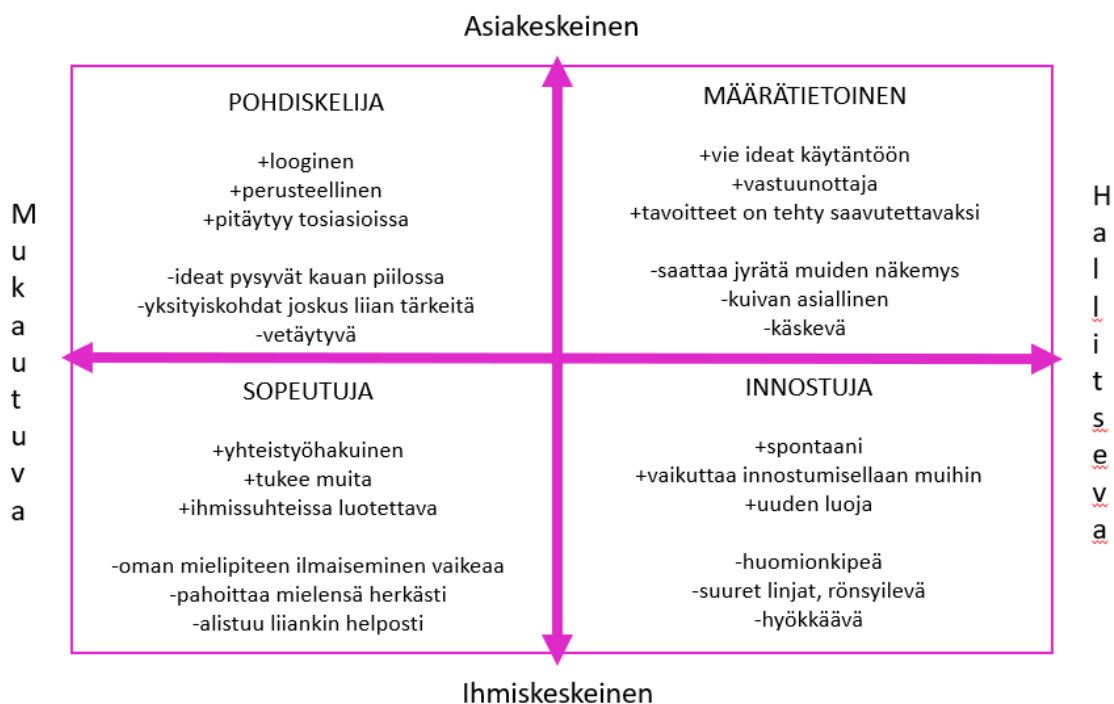 Asiakeskeinen
Mukautuva
POHDISKELIJA
+looginen
+perusteellinen
+pitäytyy tosiasioissa
-ideat pysyvät kauan piilossa
-yksityiskohdat joskus liian tärkeitä
-vetäytyvä
MÄÄRÄTIETOINEN
+vie ideat käytäntöön
+vastuunottaja
+tavoitteet on tehty saavutettavaksi
-saattaa jyrätä muiden näkemys
-kuivan asiallinen
-käskevä
Hallitseva
SOPEUTUJA
+yhteistyöhakuinen
+tukee muita
+ihmissuhteissa luotettava
-oman mielipiteen ilmaiseminen vaikeaa
-pahoittaa mielensä herkästi
-alistuu liiankin helposti
INNOSTUJA
+spontaani
+vaikuttaa innostumisellaan muihin
+uuden luoja
-huomionkipeä
-suuret linjat, rönsyilevä
-hyökkäävä
Ihmiskeskeinen